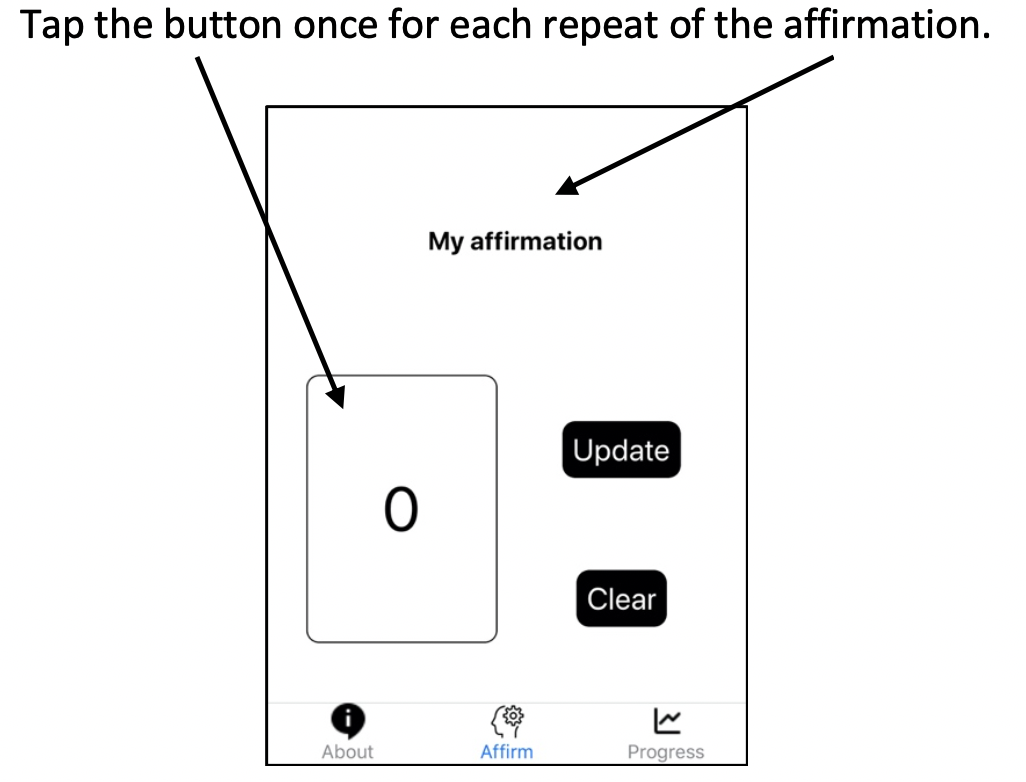 Tap the button once for each repeat of the affirmation.
My affirmation
0
Update
Clear
About
Affirm
Progress